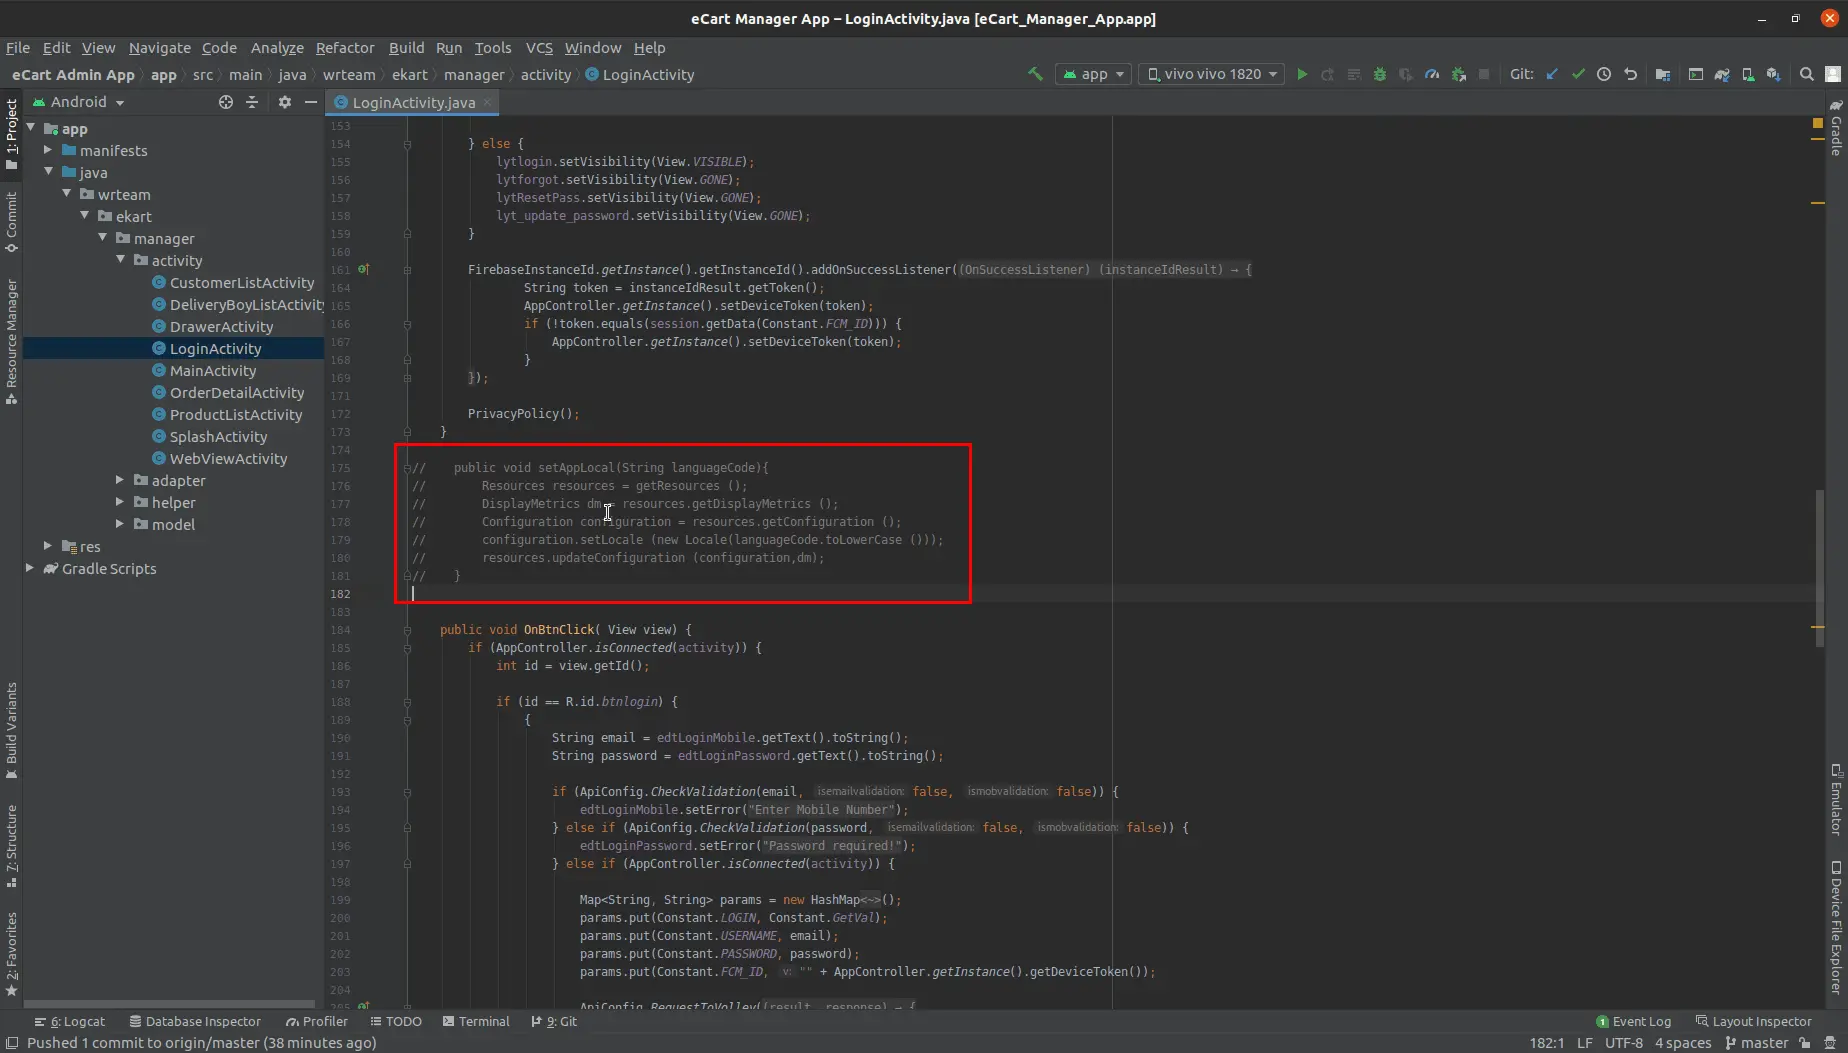 eCart Manager App – LoginActivity.java [eCart_Manager_App.app]
File Edit View Navigate Code Analyze Refactor Build Run Tools VCS Window Help
eCart Admin App app src main java wrteam ekart manager activity LoginActivity
app vivo vivo 1820 Git:
Android
LoginActivity.java
1: Project
Commit
Resource Manager
Build Variants
7: Structure
2: Favorites
app
manifests
java
wrteam
ekart
manager
activity
CustomerListActivity
DeliveryBoyListActivity
DrawerActivity
LoginActivity
MainActivity
OrderDetailActivity
ProductListActivity
SplashActivity
WebViewActivity
adapter
helper
model
res
Gradle Scripts
153
154 } else {
155 lytlogin.setVisibility(View.VISIBLE);
156 lytforgot.setVisibility(View.GONE);
157 lytResetPass.setVisibility(View.GONE);
158 lyt_update_password.setVisibility(View.GONE);
159 }
160
161 FirebaseInstanceId.getInstance().getInstanceId().addOnSuccessListener((OnSuccessListener) (instanceIdResult) → {
164 String token = instanceIdResult.getToken();
165 AppController.getInstance().setDeviceToken(token);
166 if (!token.equals(session.getData(Constant.FCM_ID))) {
167 AppController.getInstance().setDeviceToken(token);
168 }
169 });
171
172 PrivacyPolicy();
173 }
174
175 // public void setAppLocal(String languageCode){
176 // Resources resources = getResources ();
177 // DisplayMetrics dm = resources.getDisplayMetrics ();
178 // Configuration configuration = resources.getConfiguration ();
179 // configuration.setLocale (new Locale(languageCode.toLowerCase ()));
180 // resources.updateConfiguration (configuration,dm);
181 // }
182
183
184 public void OnBtnClick( View view) {
185 if (AppController.isConnected(activity)) {
186 int id = view.getId();
187
188 if (id == R.id.btnlogin) {
189 {
190 String email = edtLoginMobile.getText().toString();
191 String password = edtLoginPassword.getText().toString();
192
193 if (ApiConfig.CheckValidation(email, isemailvalidation: false, ismobvalidation: false)) {
194 edtLoginMobile.setError("Enter Mobile Number");
195 } else if (ApiConfig.CheckValidation(password, isemailvalidation: false, ismobvalidation: false)) {
196 edtLoginPassword.setError("Password required!");
197 } else if (AppController.isConnected(activity)) {
198
199 Map<String, String> params = new HashMap<~>();
200 params.put(Constant.LOGIN, Constant.GetVal);
201 params.put(Constant.USERNAME, email);
202 params.put(Constant.PASSWORD, password);
203 params.put(Constant.FCM_ID, v: "" + AppController.getInstance().getDeviceToken());
204
205 ApiConfig.RequestToVolley((result, response) → {
Gradle
Emulator
Device File Explorer
6: Logcat Database Inspector Profiler TODO Terminal 9: Git 1 Event Log Layout Inspector
Pushed 1 commit to origin/master (38 minutes ago) 182:1 LF UTF-8 4 spaces master